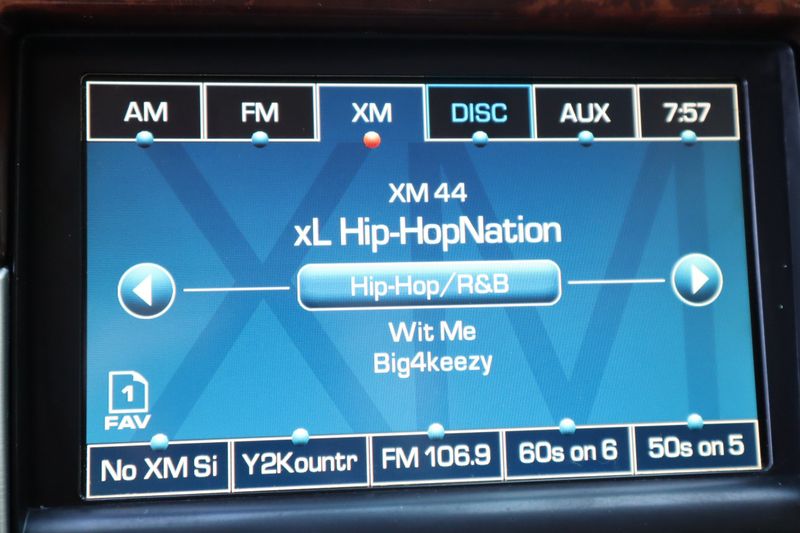 AM FM XM DISC AUX 7:57
XM 44
xL Hip-HopNation
Hip-Hop/R&B
Wit Me
Big4keezy
1
FAV
No XM Si Y2Kountr FM 106.9 60s on 6 50s on 5